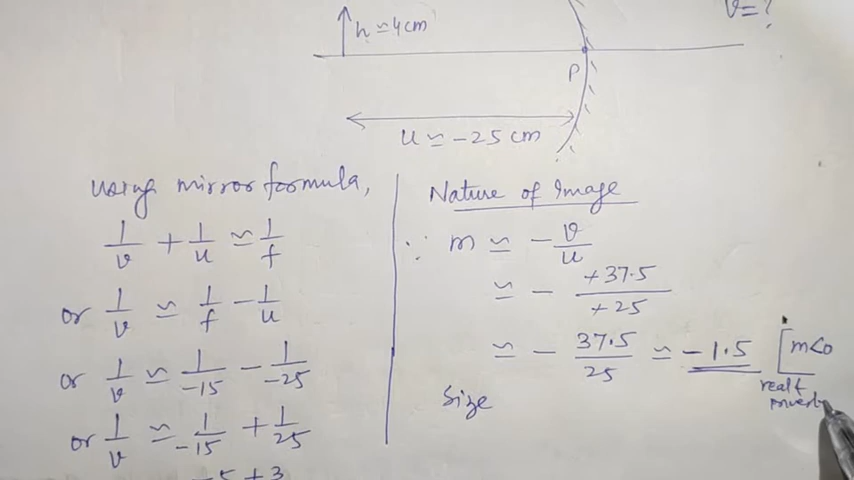 v=?
h ≃ 4cm
P
u ≃ -25 cm
using mirror formula,
1/v + 1/u ≃ 1/f
or 1/v ≃ 1/f - 1/u
or 1/v ≃ 1/-15 - 1/-25
or 1/v ≃ 1/-15 + 1/25
-5+3
Nature of Image
∵ m ≃ - v/u
≃ - +37.5/+25
≃ - 37.5/25 ≃ -1.5 [m<0
real &
Size